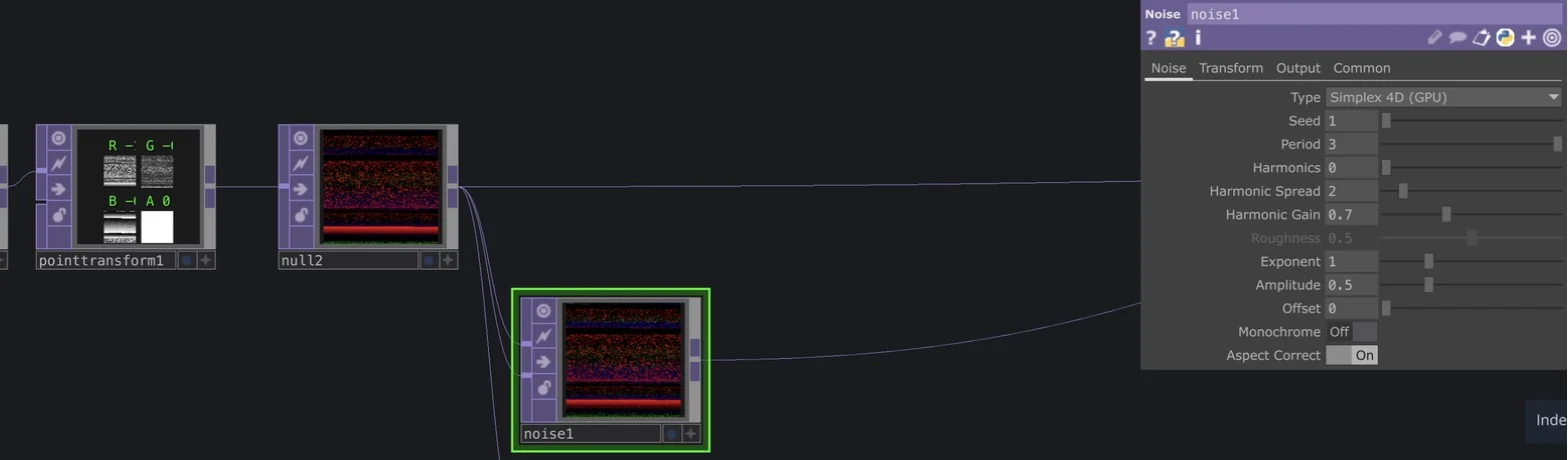 R -
G -
B -
A 0
pointtransform1
null2
noise1
Noise noise1
? ? i
Noise Transform Output Common
Type Simplex 4D (GPU)
Seed 1
Period 3
Harmonics 0
Harmonic Spread 2
Harmonic Gain 0.7
Roughness 0.5
Exponent 1
Amplitude 0.5
Offset 0
Monochrome Off
Aspect Correct On
Inde